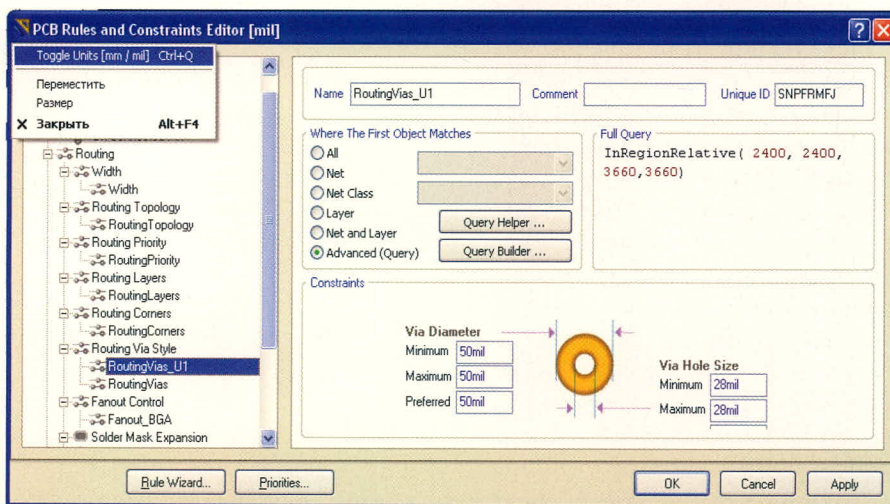 PCB Rules and Constraints Editor [mil]
Toggle Units [mm / mil] Ctrl+Q
Переместить
Размер
X Закрыть Alt+F4
Routing
Width
Width
Routing Topology
RoutingTopology
Routing Priority
RoutingPriority
Routing Layers
RoutingLayers
Routing Corners
RoutingCorners
Routing Via Style
RoutingVias_U1
RoutingVias
Fanout Control
Fanout_BGA
Solder Mask Expansion
Name RoutingVias_U1 Comment Unique ID SNPFRMFJ
Where The First Object Matches
All
Net
Net Class
Layer
Net and Layer
Advanced (Query)
Query Helper ...
Query Builder ...
Full Query
InRegionRelative( 2400, 2400,
3660,3660)
Constraints
Via Diameter
Minimum 50mil
Maximum 50mil
Preferred 50mil
Via Hole Size
Minimum 28mil
Maximum 28mil
Rule Wizard... Priorities... OK Cancel Apply